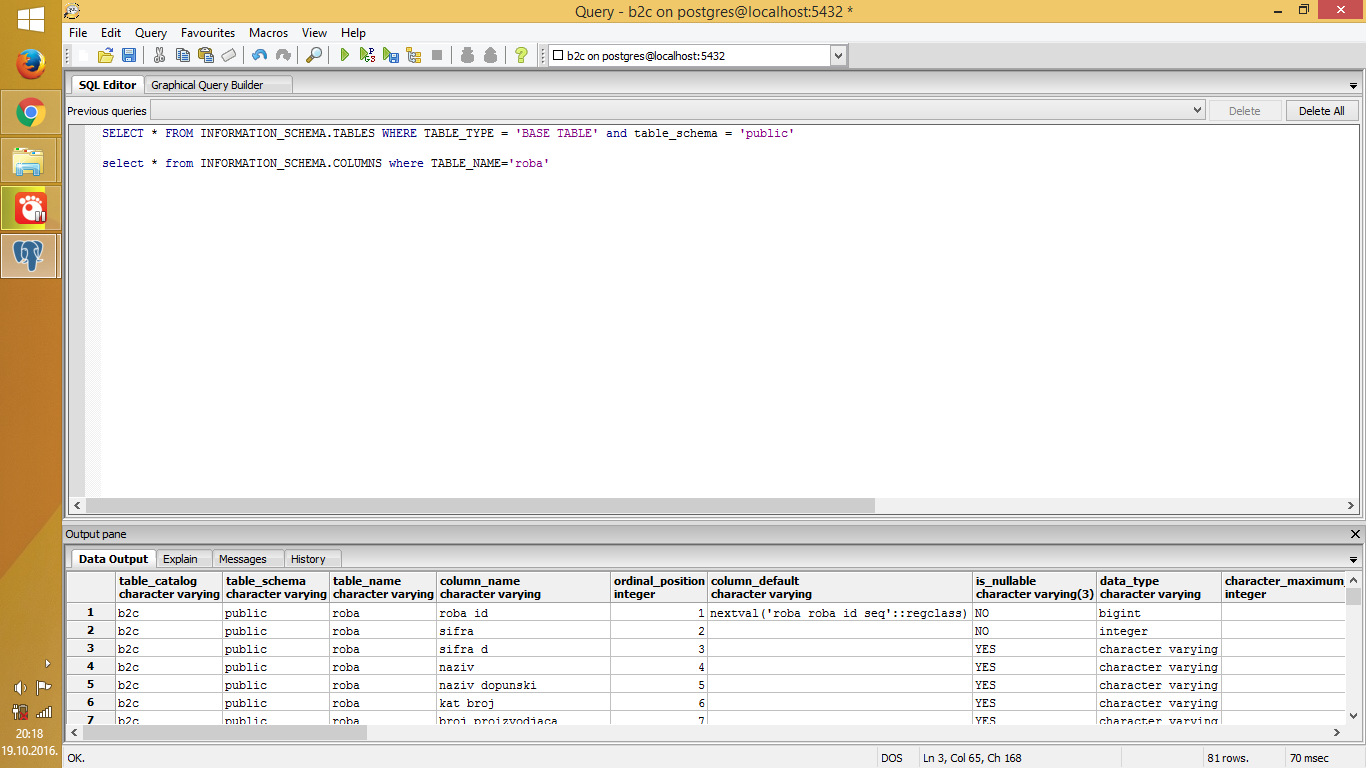 Query - b2c on postgres@localhost:5432 *
File Edit Query Favourites Macros View Help
b2c on postgres@localhost:5432
SQL Editor Graphical Query Builder
Previous queries Delete Delete All
SELECT * FROM INFORMATION_SCHEMA.TABLES WHERE TABLE_TYPE = 'BASE TABLE' and table_schema = 'public'
select * from INFORMATION_SCHEMA.COLUMNS where TABLE_NAME='roba'
Output pane
Data Output Explain Messages History
table_catalog table_schema table_name column_name ordinal_position column_default is_nullable data_type character_maximum_
character varying character varying character varying character varying integer character varying character varying(3) character varying integer
1 b2c public roba roba id 1 nextval('roba roba id seq'::regclass) NO bigint
2 b2c public roba sifra 2 NO integer
3 b2c public roba sifra d 3 YES character varying
4 b2c public roba naziv 4 YES character varying
5 b2c public roba naziv dopunski 5 YES character varying
6 b2c public roba kat broj 6 YES character varying
7 b2c public roba broj proizvodjaca 7 YES character varying
20:18
19.10.2016.
OK. DOS Ln 3, Col 65, Ch 168 81 rows. 70 msec